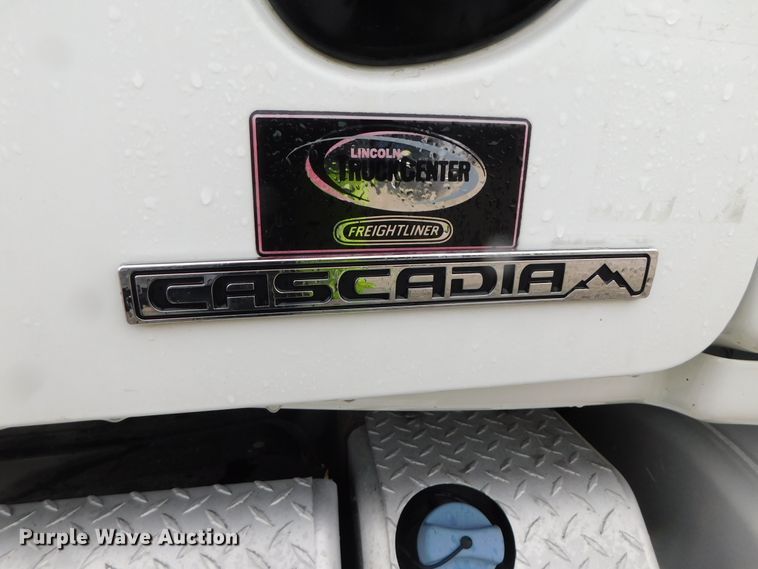 LINCOLN
TRUCKCENTER
FREIGHTLINER
CASCADIA
Purple Wave Auction